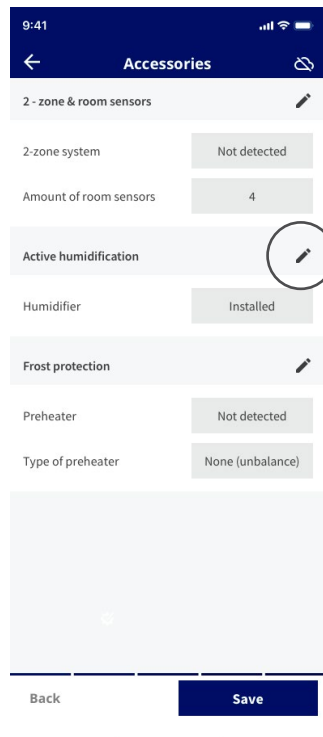 9:41
Accessories
2 - zone & room sensors
2-zone system Not detected
Amount of room sensors 4
Active humidification
Humidifier Installed
Frost protection
Preheater Not detected
Type of preheater None (unbalance)
Back Save